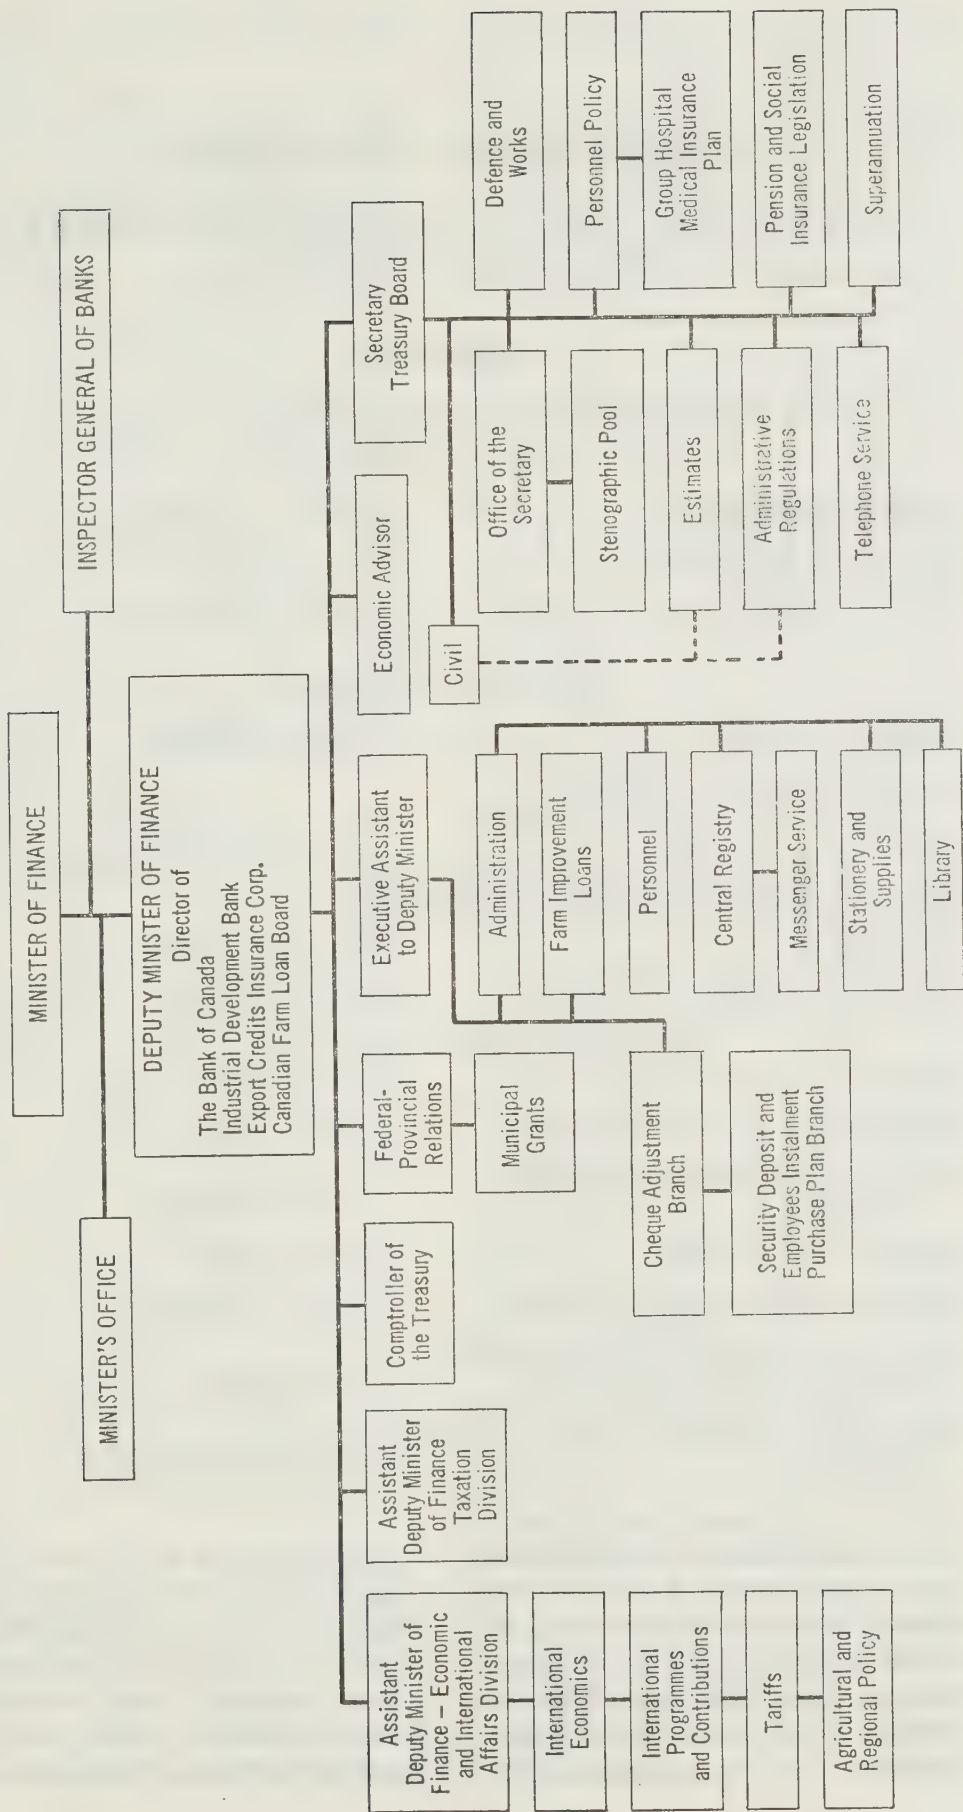 MINISTER OF FINANCE
MINISTER'S OFFICE
INSPECTOR GENERAL OF BANKS
DEPUTY MINISTER OF FINANCE
Director of
The Bank of Canada
Industrial Development Bank
Export Credits Insurance Corp.
Canadian Farm Loan Board
Assistant
Deputy Minister of
Finance – Economic
and International
Affairs Division
International
Economics
International
Programmes
and Contributions
Tariffs
Agricultural and
Regional Policy
Assistant
Deputy Minister
of Finance
Taxation
Division
Comptroller of
the Treasury
Federal-
Provincial
Relations
Municipal
Grants
Executive Assistant
to Deputy Minister
Administration
Farm Improvement
Loans
Cheque Adjustment
Branch
Security Deposit and
Employees Instalment
Purchase Plan Branch
Personnel
Central Registry
Messenger Service
Stationery and
Supplies
Library
Economic Advisor
Secretary
Treasury Board
Civil
Office of the
Secretary
Stenographic Pool
Estimates
Administrative
Regulations
Telephone Service
Defence and
Works
Personnel Policy
Group Hospital
Medical Insurance
Plan
Pension and Social
Insurance Legislation
Superannuation